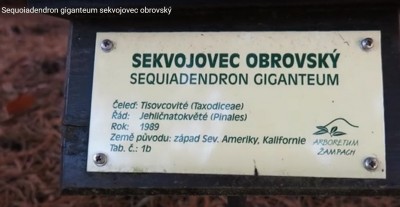 Sequoiadendron giganteum sekvojovec obrovský
SEKVOJOVEC OBROVSKÝ
SEQUIADENDRON GIGANTEUM
Čeleď: Tisovcovité (Taxodiceae)
Řád: Jehličnatokvěté (Pinales)
Rok: 1989
Země původu: západ Sev. Ameriky, Kalifornie
Tab. č.: 1b
ARBORETUM
ŽAMPACH